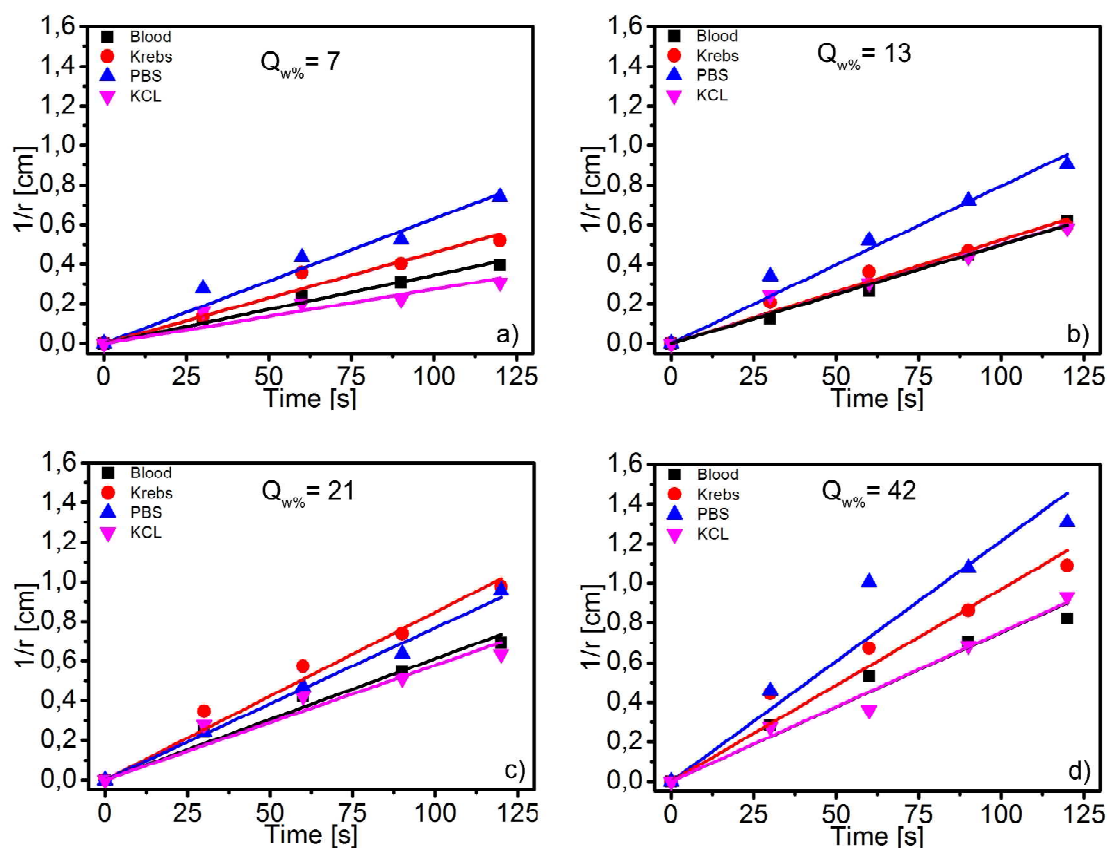 1,6
1,4
1,2
1,0
0,8
0,6
0,4
0,2
0,0
1/r [cm]
Blood
Krebs
PBS
KCL
Q_w% = 7
a)
0 25 50 75 100 125
Time [s]
1,6
1,4
1,2
1,0
0,8
0,6
0,4
0,2
0,0
1/r [cm]
Blood
Krebs
PBS
KCL
Q_w% = 13
b)
0 25 50 75 100 125
Time [s]
1,6
1,4
1,2
1,0
0,8
0,6
0,4
0,2
0,0
1/r [cm]
Blood
Krebs
PBS
KCL
Q_w% = 21
c)
0 25 50 75 100 125
Time [s]
1,6
1,4
1,2
1,0
0,8
0,6
0,4
0,2
0,0
1/r [cm]
Blood
Krebs
PBS
KCL
Q_w% = 42
d)
0 25 50 75 100 125
Time [s]